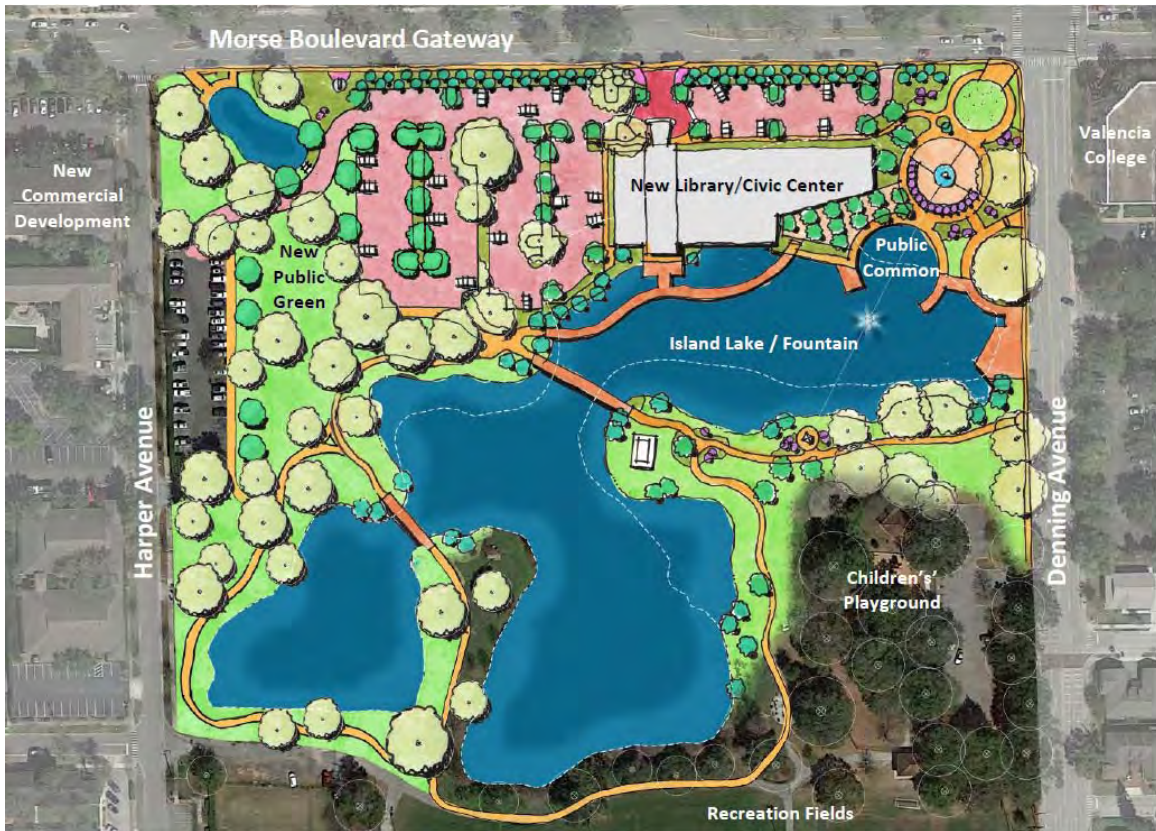 Morse Boulevard Gateway
New
Commercial
Development
Valencia
College
New Library/Civic Center
New
Public
Green
Public
Common
Island Lake / Fountain
Harper Avenue
Denning Avenue
Children's'
Playground
Recreation Fields